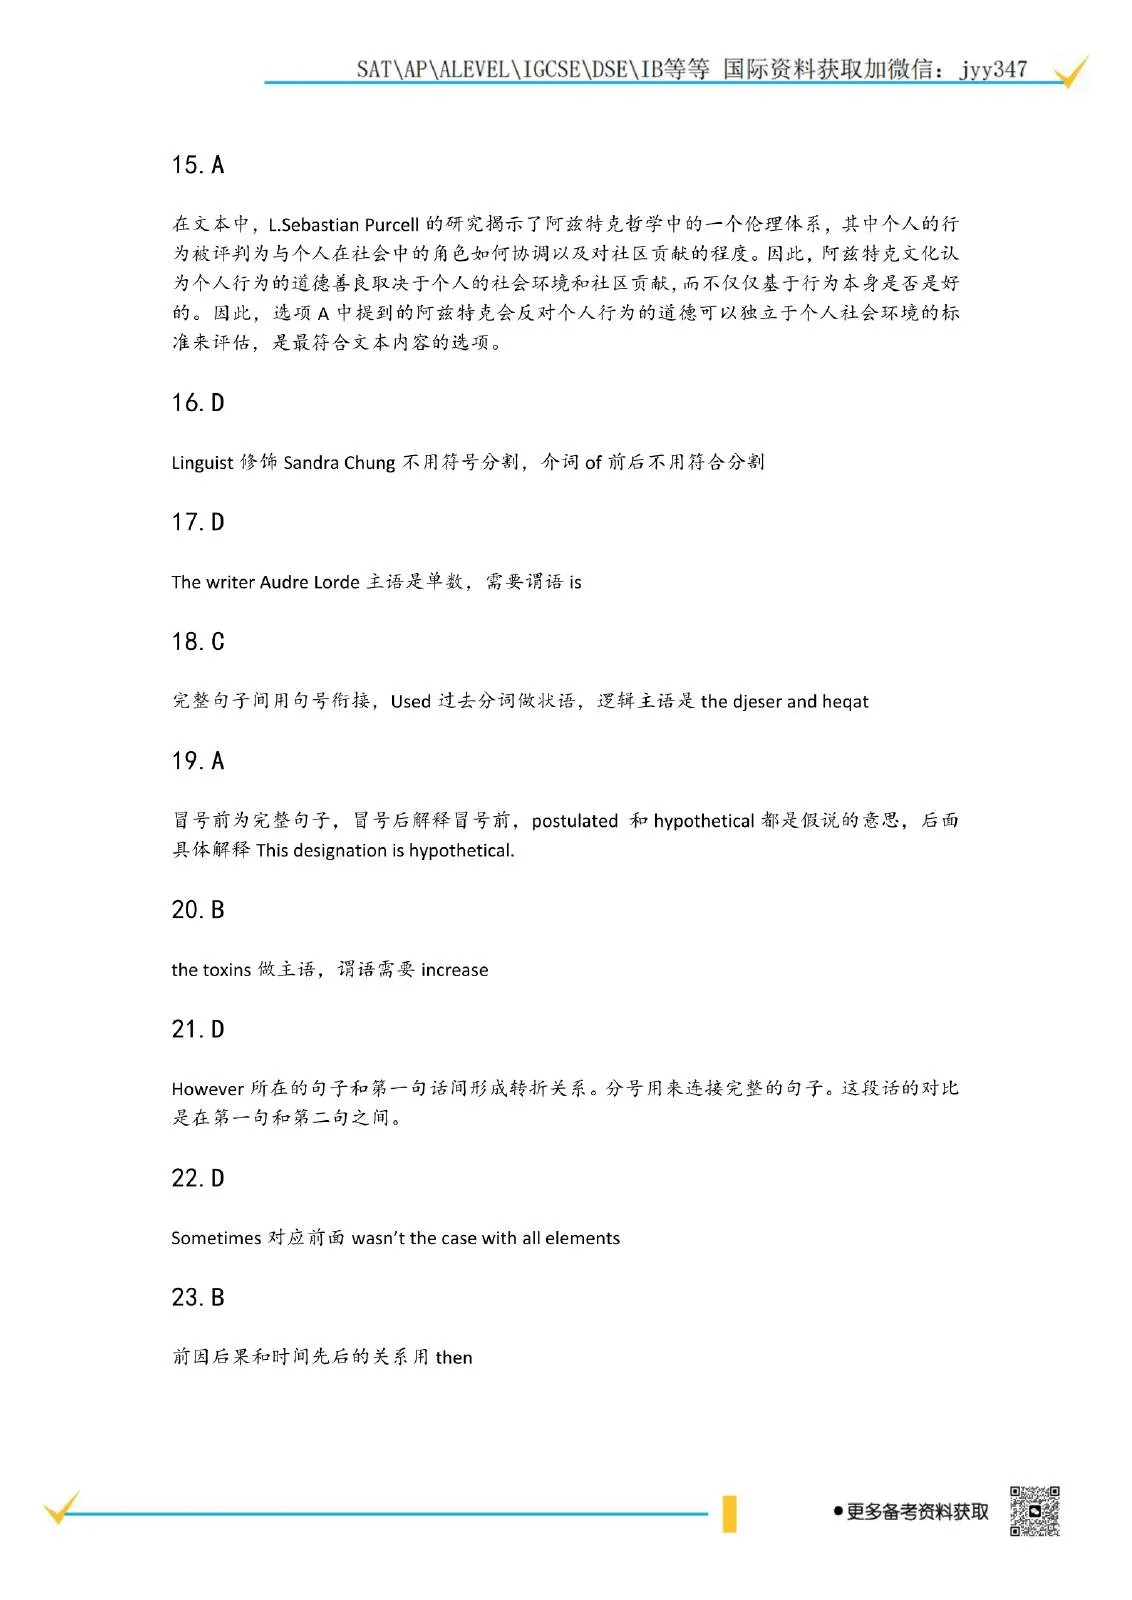 SAT\AP\ALEVEL\IGCSE\DSE\IB等等 国际资料获取加微信：jyy347
15. A
在文本中，L.Sebastian Purcell 的研究揭示了阿兹特克哲学中的一个伦理体系，其中个人的行
为被评判为与个人在社会中的角色如何协调以及对社区贡献的程度。因此，阿兹特克文化认
为个人行为的道德善良取决于个人的社会环境和社区贡献，而不仅仅基于行为本身是否是好
的。因此，选项 A 中提到的阿兹特克会反对个人行为的道德可以独立于个人社会环境的标
准来评估，是最符合文本内容的选项。
16. D
Linguist 修饰 Sandra Chung 不用符号分割，介词 of 前后不用符合分割
17. D
The writer Audre Lorde 主语是单数，需要谓语 is
18. C
完整句子间用句号衔接，Used 过去分词做状语，逻辑主语是 the djeser and heqat
19. A
冒号前为完整句子，冒号后解释冒号前，postulated 和 hypothetical 都是假说的意思，后面
具体解释 This designation is hypothetical.
20. B
the toxins 做主语，谓语需要 increase
21. D
However 所在的句子和第一句话间形成转折关系。分号用来连接完整的句子。这段话的对比
是在第一句和第二句之间。
22. D
Sometimes 对应前面 wasn’t the case with all elements
23. B
前因后果和时间先后的关系用 then
●更多备考资料获取